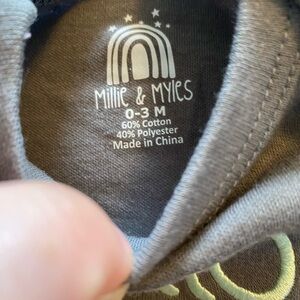 Millie & Myles
0-3 M
60% Cotton
40% Polyester
Made in China